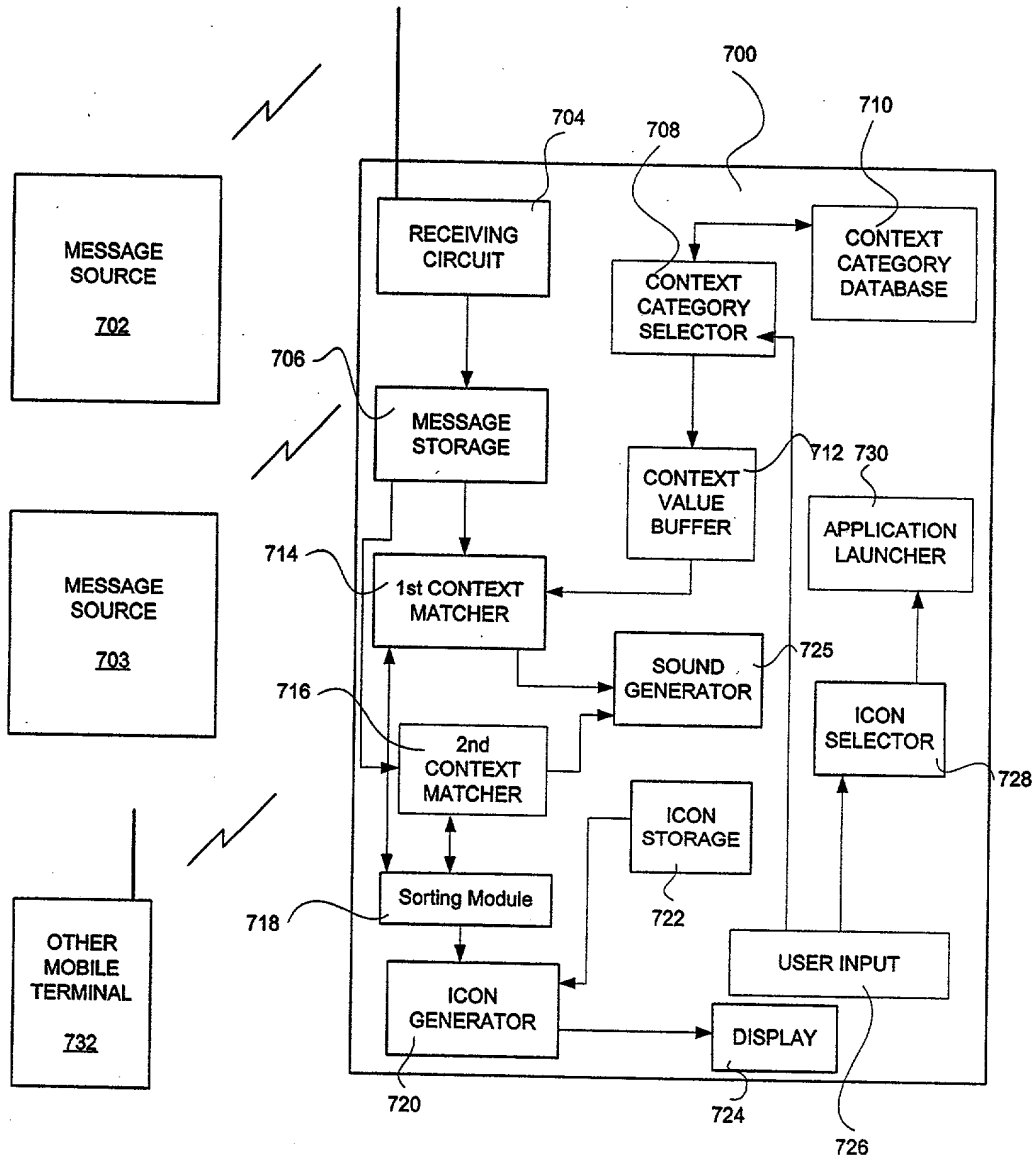 700
704
708
710
MESSAGE
SOURCE
702
RECEIVING
CIRCUIT
CONTEXT
CATEGORY
SELECTOR
CONTEXT
CATEGORY
DATABASE
706
MESSAGE
STORAGE
712
730
CONTEXT
VALUE
BUFFER
APPLICATION
LAUNCHER
MESSAGE
SOURCE
703
714
1st CONTEXT
MATCHER
725
SOUND
GENERATOR
716
2nd
CONTEXT
MATCHER
ICON
SELECTOR
728
ICON
STORAGE
722
Sorting Module
718
OTHER
MOBILE
TERMINAL
732
USER INPUT
ICON
GENERATOR
DISPLAY
720
724
726